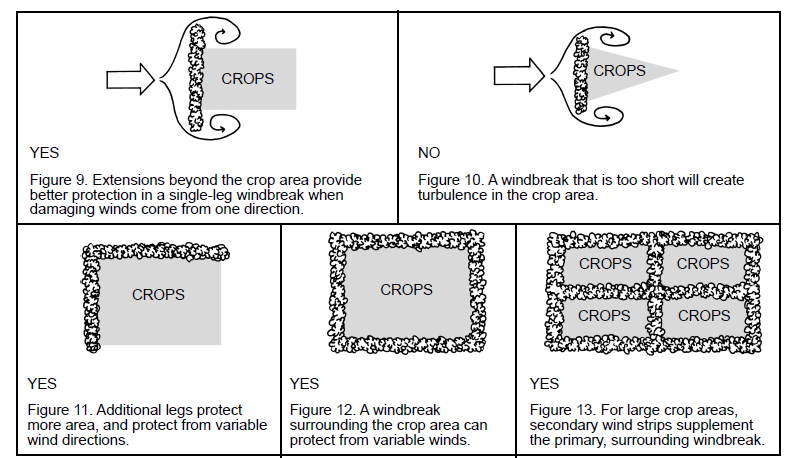 CROPS
YES
Figure 9. Extensions beyond the crop area provide
better protection in a single-leg windbreak when
damaging winds come from one direction.
CROPS
NO
Figure 10. A windbreak that is too short will create
turbulence in the crop area.
CROPS
YES
Figure 11. Additional legs protect
more area, and protect from variable
wind directions.
CROPS
YES
Figure 12. A windbreak
surrounding the crop area can
protect from variable winds.
CROPS
CROPS
CROPS
CROPS
YES
Figure 13. For large crop areas,
secondary wind strips supplement
the primary, surrounding windbreak.